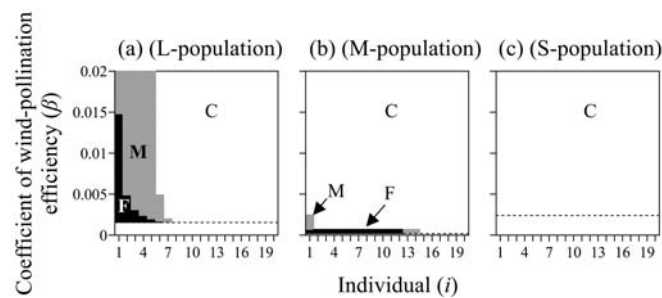 (a) (L-population) (b) (M-population) (c) (S-population)
Coefficient of wind-pollination
efficiency (β)
0.02
0.015
0.01
0.005
0
C
M
F
C
M
F
C
1 4 7 10 13 16 19
1 4 7 10 13 16 19
1 4 7 10 13 16 19
Individual (i)